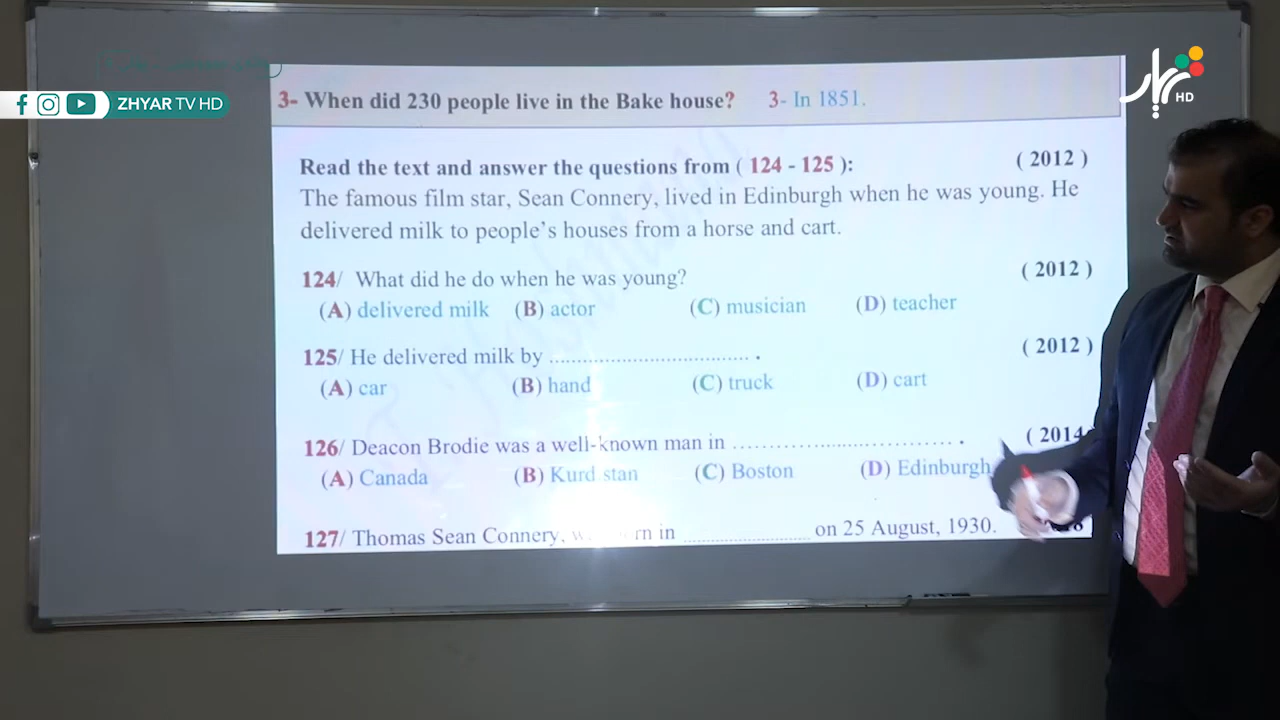 ZHYAR TV HD
HD
3- When did 230 people live in the Bake house? 3- In 1851.
Read the text and answer the questions from ( 124 - 125 ): ( 2012 )
The famous film star, Sean Connery, lived in Edinburgh when he was young. He
delivered milk to people's houses from a horse and cart.
124/ What did he do when he was young? ( 2012 )
(A) delivered milk (B) actor (C) musician (D) teacher
125/ He delivered milk by .................................. . ( 2012 )
(A) car (B) hand (C) truck (D) cart
126/ Deacon Brodie was a well-known man in ....................................... . ( 2014
(A) Canada (B) Kurd stan (C) Boston (D) Edinburgh
127/ Thomas Sean Connery, in ........................ on 25 August, 1930.